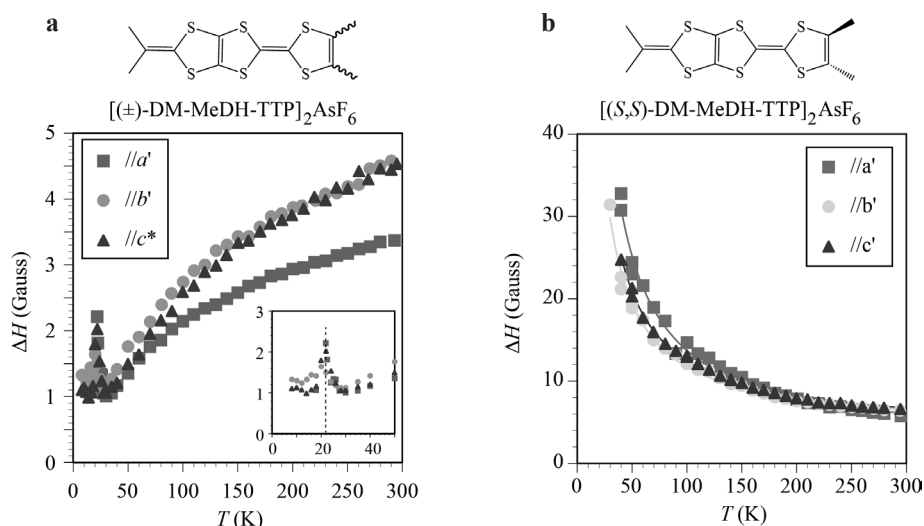 a
S S S
S S S
[(±)-DM-MeDH-TTP]2AsF6
5
4
3
2
1
0
ΔH (Gauss)
//a'
//b'
//c*
3
2
1
0
0 20 40
0 50 100 150 200 250 300
T (K)
b
S S S
S S S
[(S,S)-DM-MeDH-TTP]2AsF6
40
30
20
10
0
ΔH (Gauss)
//a'
//b'
//c'
0 50 100 150 200 250 300
T (K)